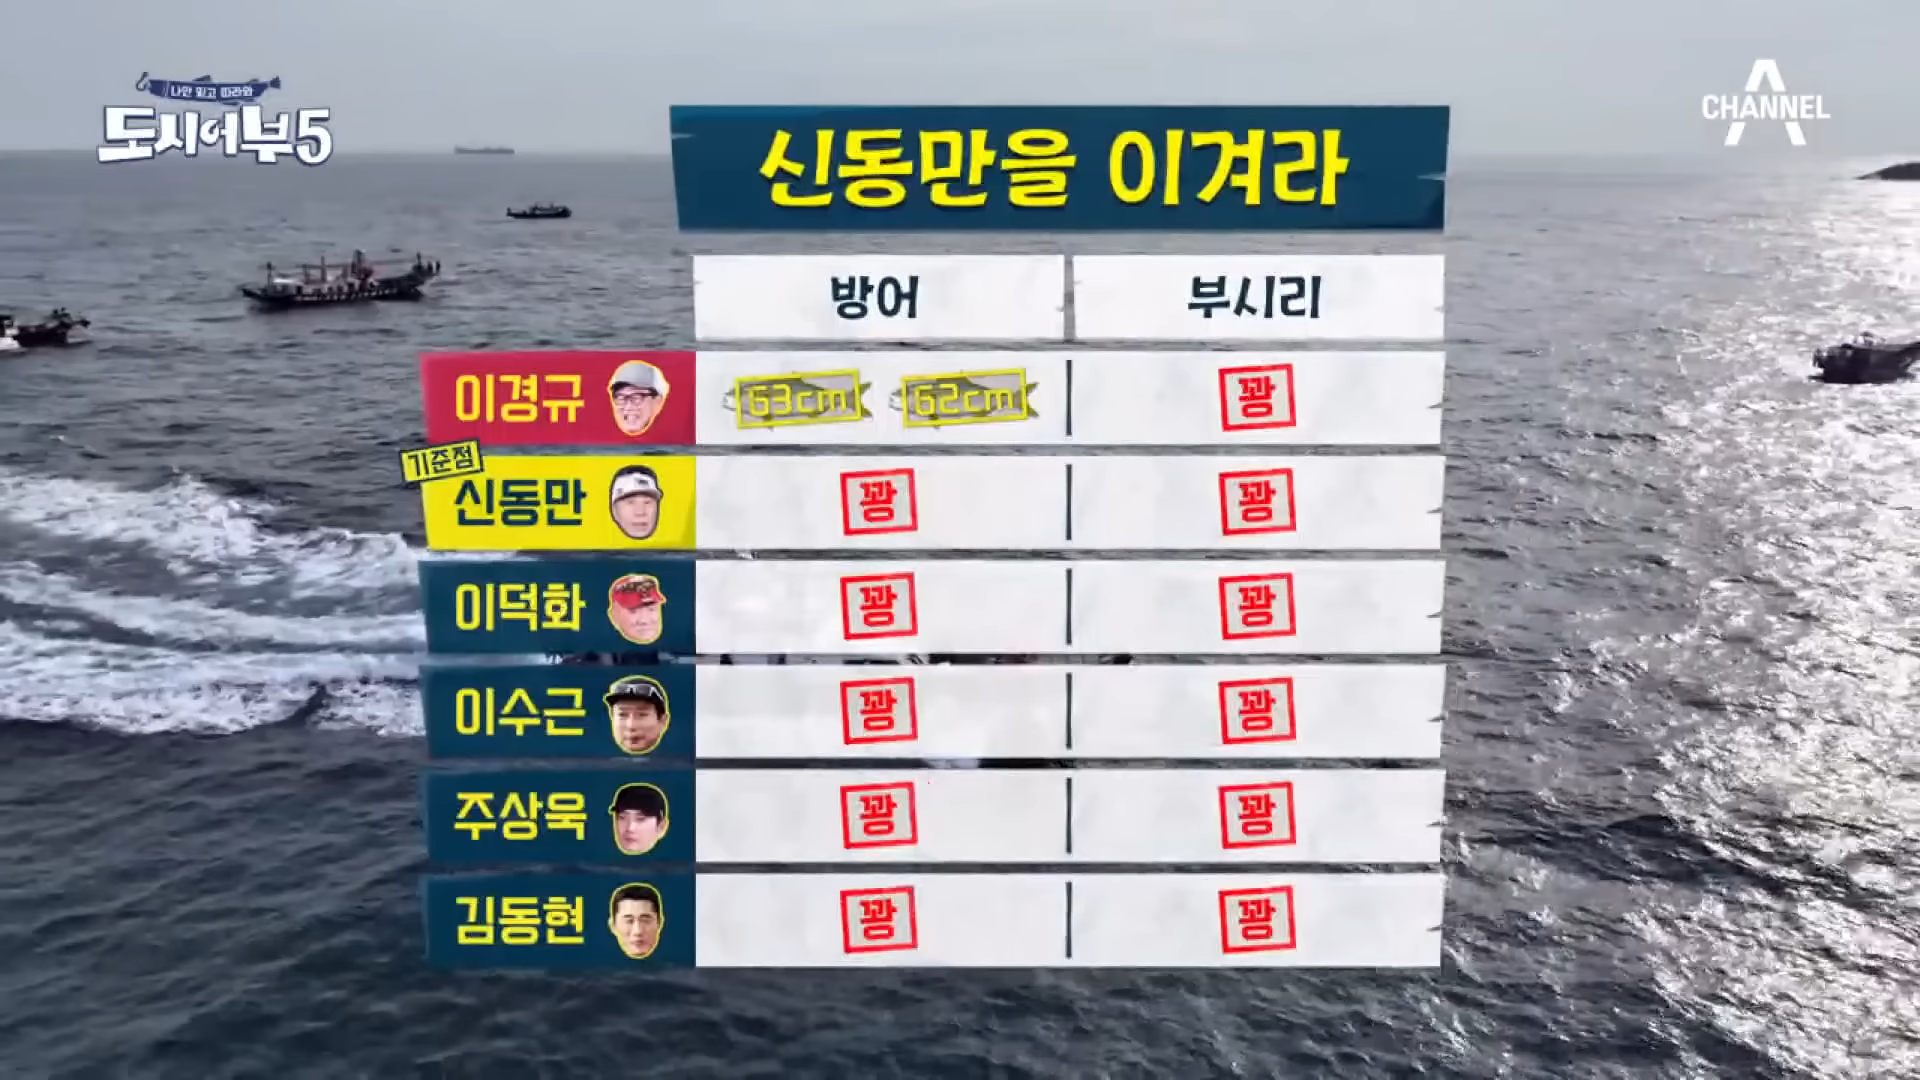 나만 믿고 따라와
도시어부5
CHANNEL A
신동만을 이겨라
방어 부시리
이경규 63cm 62cm 꽝
기준점
신동만 꽝 꽝
이덕화 꽝 꽝
이수근 꽝 꽝
주상욱 꽝 꽝
김동현 꽝 꽝